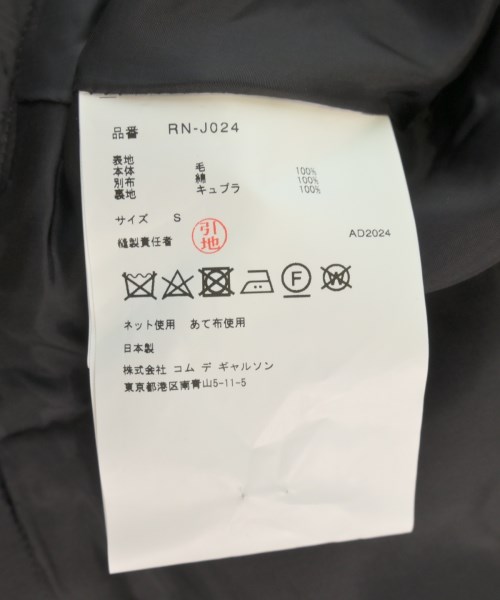 品番 RN-J024
表地
本体 毛 100%
別布 綿 100%
裏地 キュプラ 100%
サイズ S
縫製責任者 引地
AD2024
F W
ネット使用 あて布使用
日本製
株式会社 コム デ ギャルソン
東京都港区南青山5-11-5